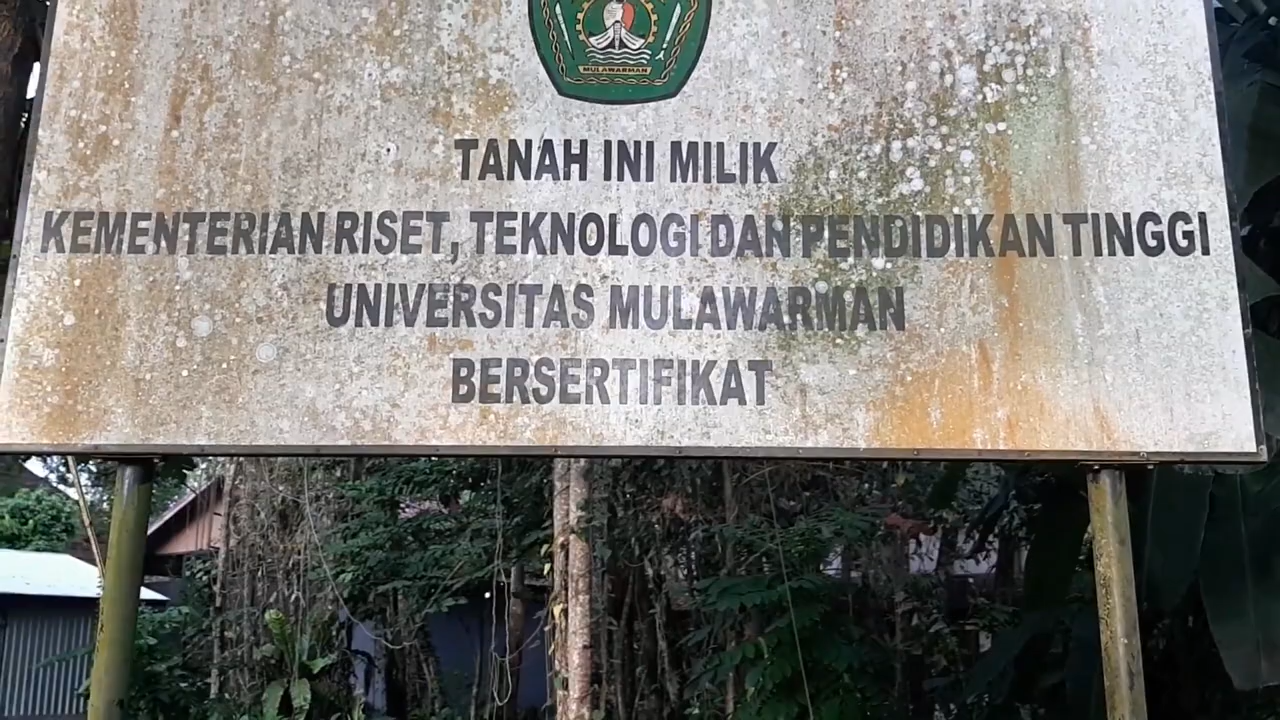 MULAWARMAN
TANAH INI MILIK
KEMENTERIAN RISET, TEKNOLOGI DAN PENDIDIKAN TINGGI
UNIVERSITAS MULAWARMAN
BERSERTIFIKAT